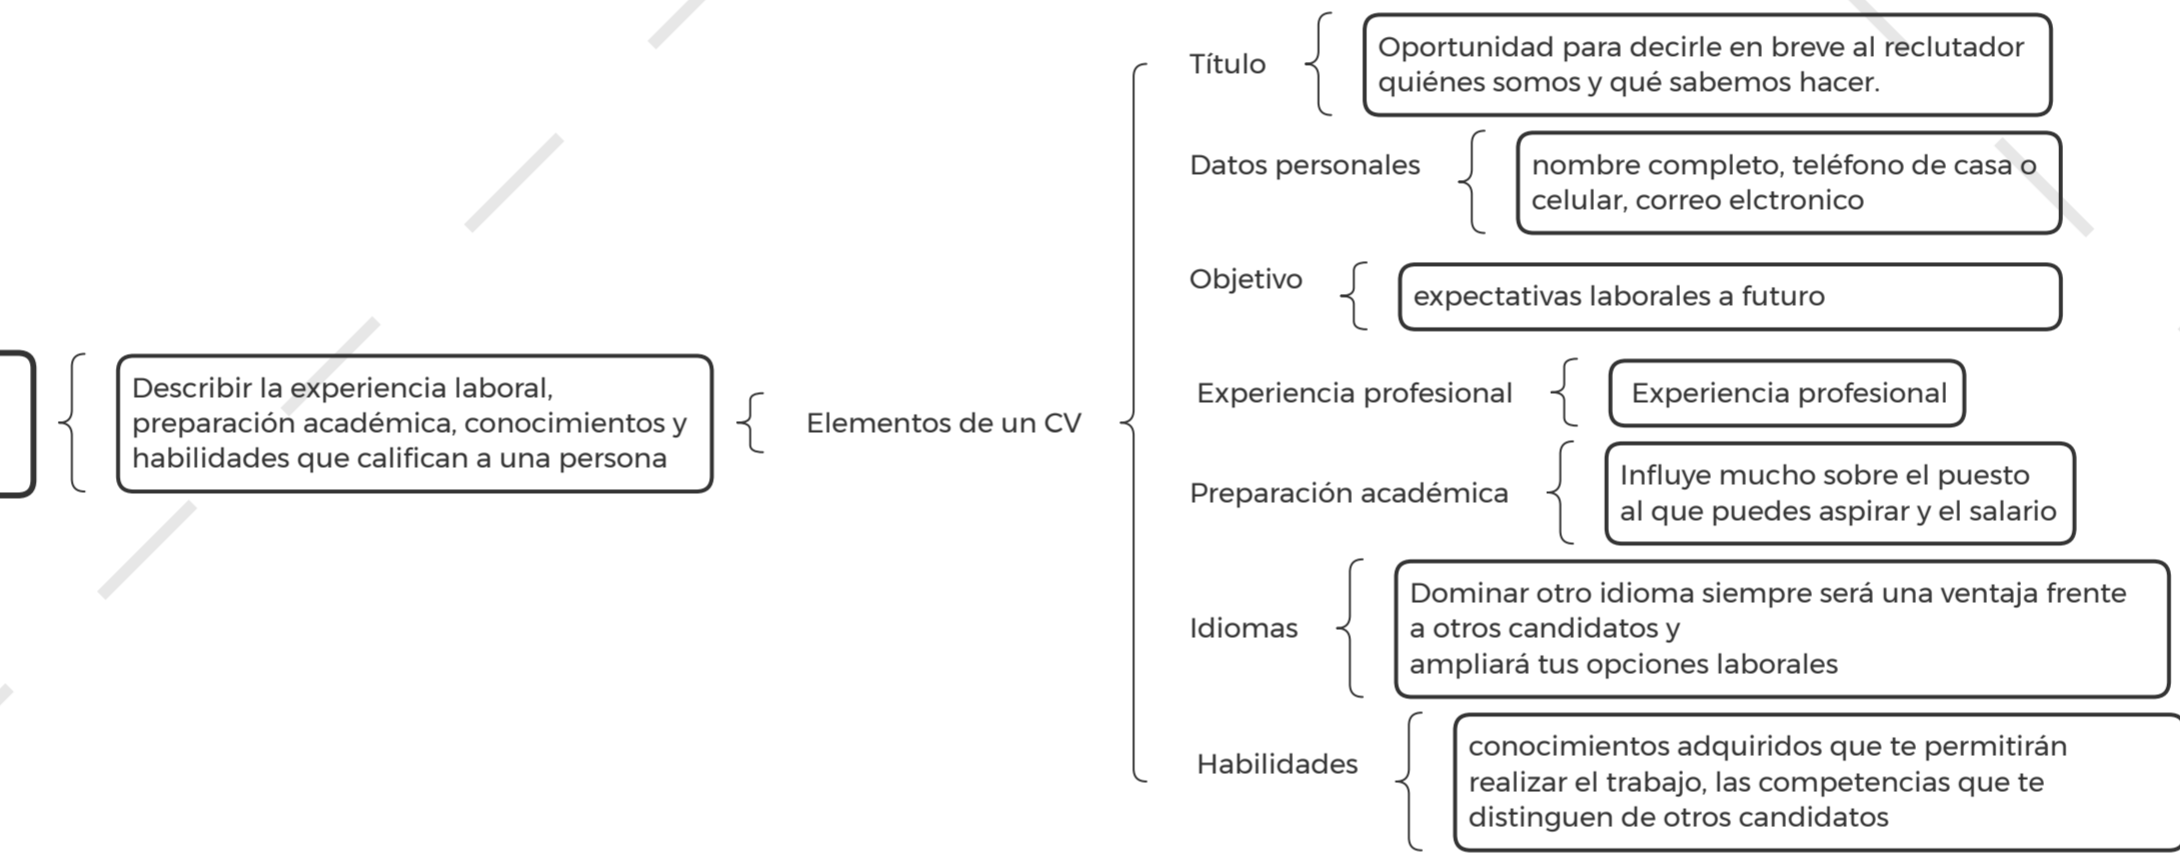 Describir la experiencia laboral,
preparación académica, conocimientos y
habilidades que califican a una persona
Elementos de un CV
Título
Oportunidad para decirle en breve al reclutador
quiénes somos y qué sabemos hacer.
Datos personales
nombre completo, teléfono de casa o
celular, correo elctronico
Objetivo
expectativas laborales a futuro
Experiencia profesional
Experiencia profesional
Preparación académica
Influye mucho sobre el puesto
al que puedes aspirar y el salario
Idiomas
Dominar otro idioma siempre será una ventaja frente
a otros candidatos y
ampliará tus opciones laborales
Habilidades
conocimientos adquiridos que te permitirán
realizar el trabajo, las competencias que te
distinguen de otros candidatos